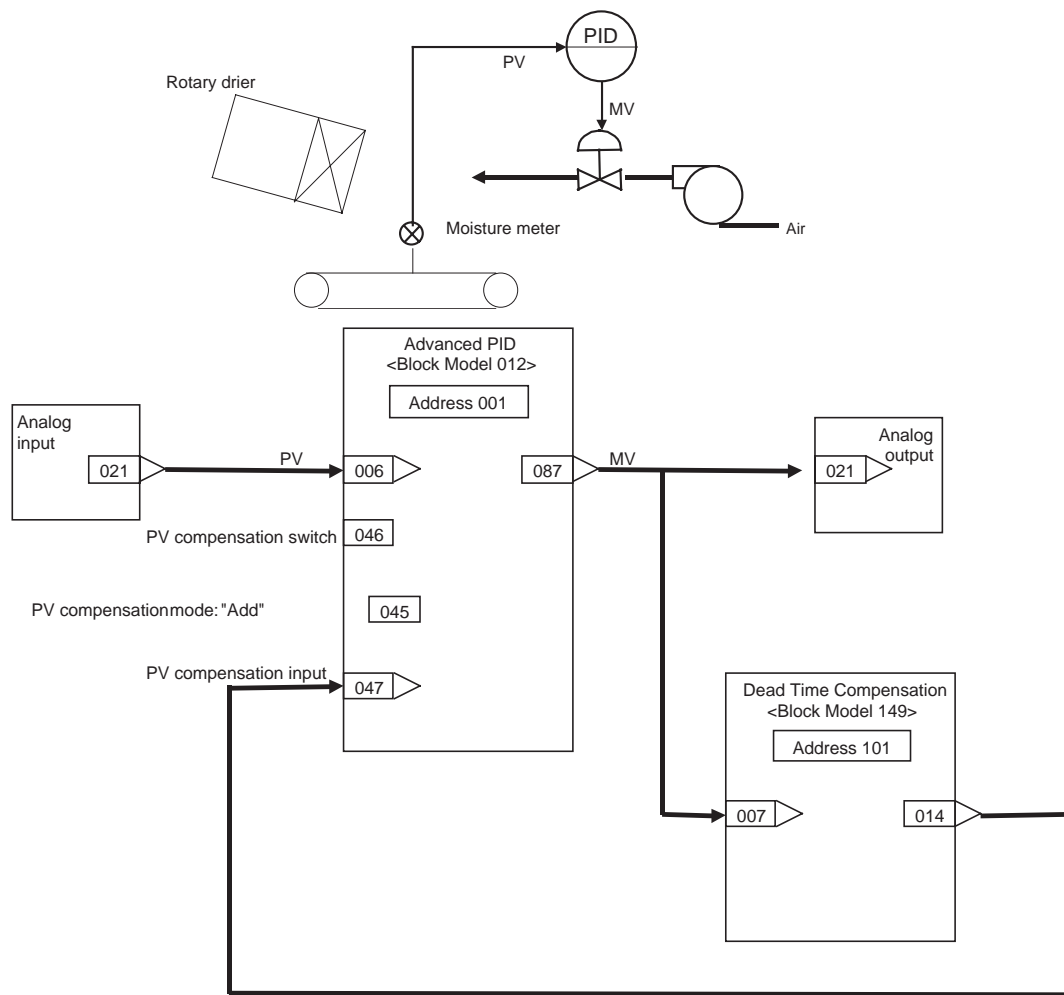 PID
PV
Rotary drier
MV
Moisture meter
Air
Advanced PID
<Block Model 012>
Address 001
Analog
input
021
PV
006
087
MV
021
Analog
output
PV compensation switch
046
PV compensationmode:"Add"
045
PV compensation input
047
Dead Time Compensation
<Block Model 149>
Address 101
007
014